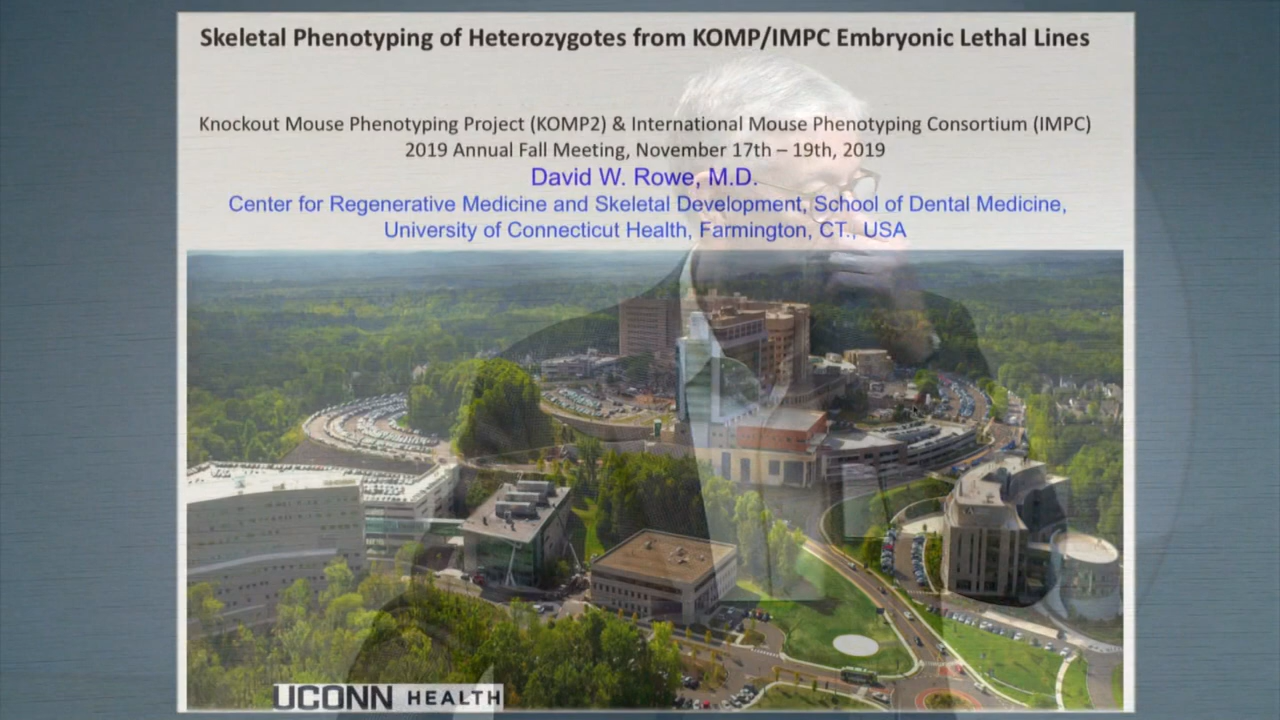 Skeletal Phenotyping of Heterozygotes from KOMP/IMPC Embryonic Lethal Lines
Knockout Mouse Phenotyping Project (KOMP2) & International Mouse Phenotyping Consortium (IMPC)
2019 Annual Fall Meeting, November 17th – 19th, 2019
David W. Rowe, M.D.
Center for Regenerative Medicine and Skeletal Development, School of Dental Medicine,
University of Connecticut Health, Farmington, CT., USA
UCONN HEALTH